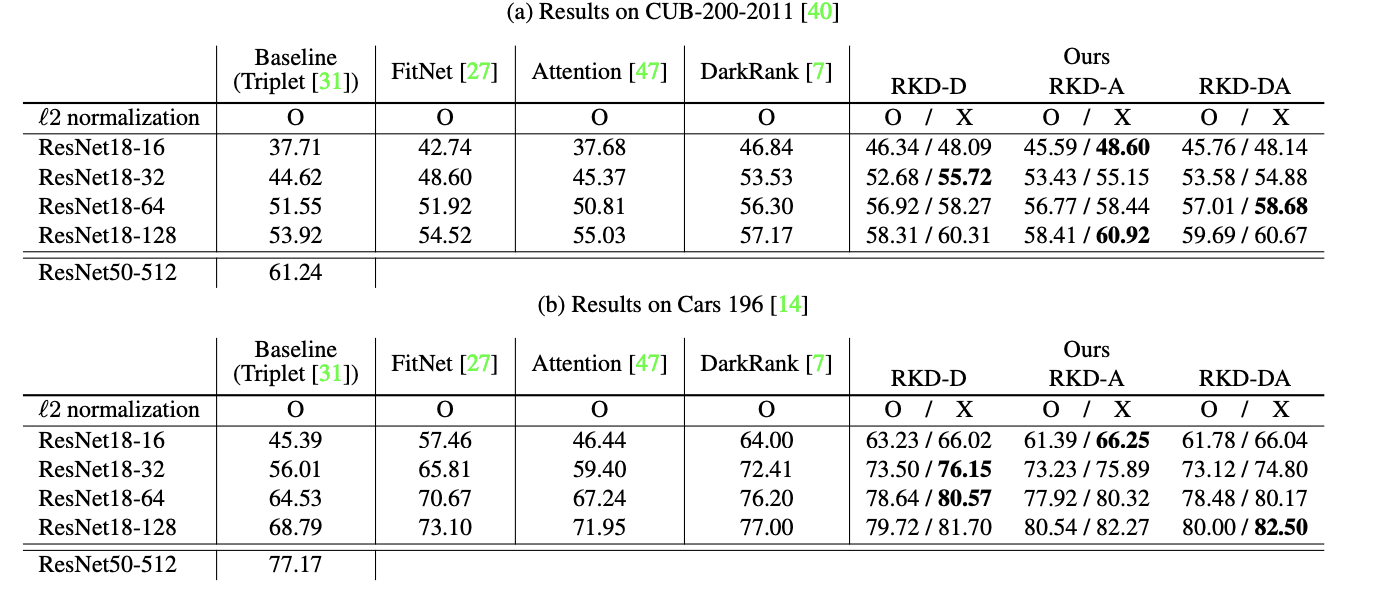 (a) Results on CUB-200-2011 [40]
Baseline (Triplet [31]) FitNet [27] Attention [47] DarkRank [7] Ours
RKD-D RKD-A RKD-DA
ℓ2 normalization O O O O O / X O / X O / X
ResNet18-16 37.71 42.74 37.68 46.84 46.34 / 48.09 45.59 / 48.60 45.76 / 48.14
ResNet18-32 44.62 48.60 45.37 53.53 52.68 / 55.72 53.43 / 55.15 53.58 / 54.88
ResNet18-64 51.55 51.92 50.81 56.30 56.92 / 58.27 56.77 / 58.44 57.01 / 58.68
ResNet18-128 53.92 54.52 55.03 57.17 58.31 / 60.31 58.41 / 60.92 59.69 / 60.67
ResNet50-512 61.24
(b) Results on Cars 196 [14]
Baseline (Triplet [31]) FitNet [27] Attention [47] DarkRank [7] Ours
RKD-D RKD-A RKD-DA
ℓ2 normalization O O O O O / X O / X O / X
ResNet18-16 45.39 57.46 46.44 64.00 63.23 / 66.02 61.39 / 66.25 61.78 / 66.04
ResNet18-32 56.01 65.81 59.40 72.41 73.50 / 76.15 73.23 / 75.89 73.12 / 74.80
ResNet18-64 64.53 70.67 67.24 76.20 78.64 / 80.57 77.92 / 80.32 78.48 / 80.17
ResNet18-128 68.79 73.10 71.95 77.00 79.72 / 81.70 80.54 / 82.27 80.00 / 82.50
ResNet50-512 77.17